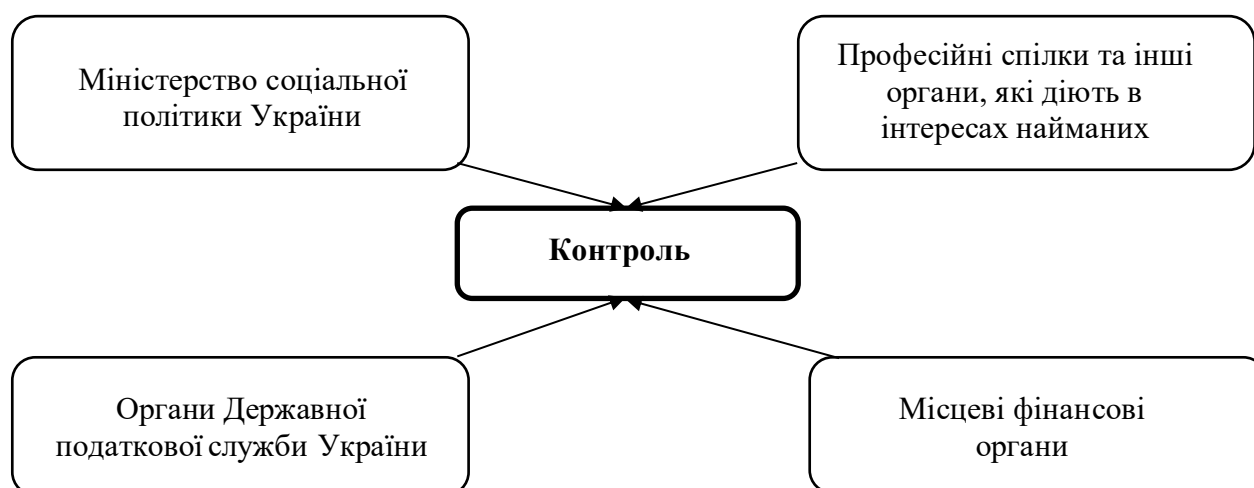 Міністерство соціальної
політики України
Професійні спілки та інші
органи, які діють в
інтересах найманих
Контроль
Органи Державної
податкової служби України
Місцеві фінансові
органи